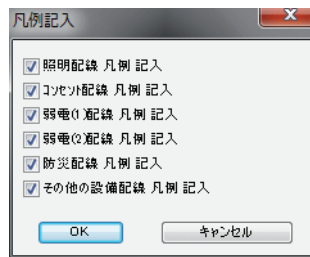 凡例記入
照明配線 凡例 記入
ｺﾝｾﾝﾄ配線 凡例 記入
弱電(1)配線 凡例 記入
弱電(2)配線 凡例 記入
防災配線 凡例 記入
その他の設備配線 凡例 記入
OK
キャンセル